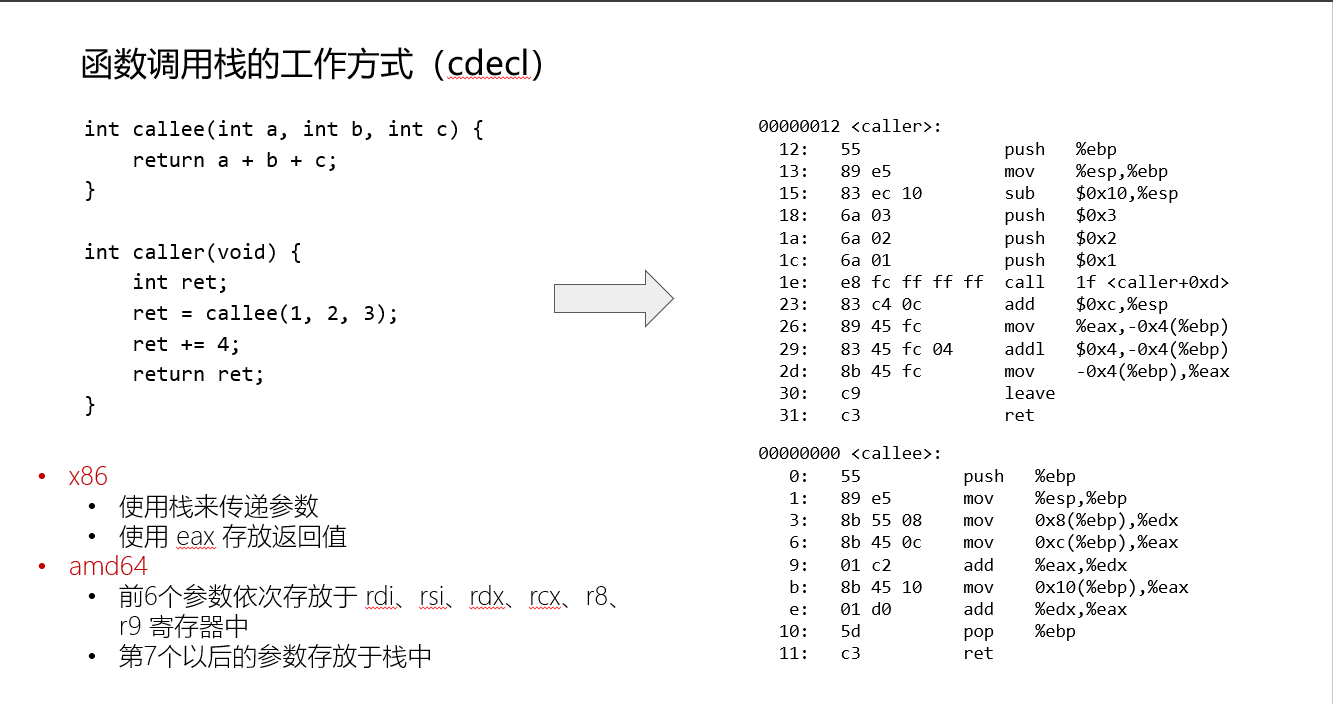 函数调用栈的工作方式（cdecl）
int callee(int a, int b, int c) {
    return a + b + c;
}
int caller(void) {
    int ret;
    ret = callee(1, 2, 3);
    ret += 4;
    return ret;
}
• x86
• 使用栈来传递参数
• 使用 eax 存放返回值
• amd64
• 前6个参数依次存放于 rdi、rsi、rdx、rcx、r8、
r9 寄存器中
• 第7个以后的参数存放于栈中
00000012 <caller>:
12: 55 push %ebp
13: 89 e5 mov %esp,%ebp
15: 83 ec 10 sub $0x10,%esp
18: 6a 03 push $0x3
1a: 6a 02 push $0x2
1c: 6a 01 push $0x1
1e: e8 fc ff ff ff call 1f <caller+0xd>
23: 83 c4 0c add $0xc,%esp
26: 89 45 fc mov %eax,-0x4(%ebp)
29: 83 45 fc 04 addl $0x4,-0x4(%ebp)
2d: 8b 45 fc mov -0x4(%ebp),%eax
30: c9 leave
31: c3 ret
00000000 <callee>:
0: 55 push %ebp
1: 89 e5 mov %esp,%ebp
3: 8b 55 08 mov 0x8(%ebp),%edx
6: 8b 45 0c mov 0xc(%ebp),%eax
9: 01 c2 add %eax,%edx
b: 8b 45 10 mov 0x10(%ebp),%eax
e: 01 d0 add %edx,%eax
10: 5d pop %ebp
11: c3 ret